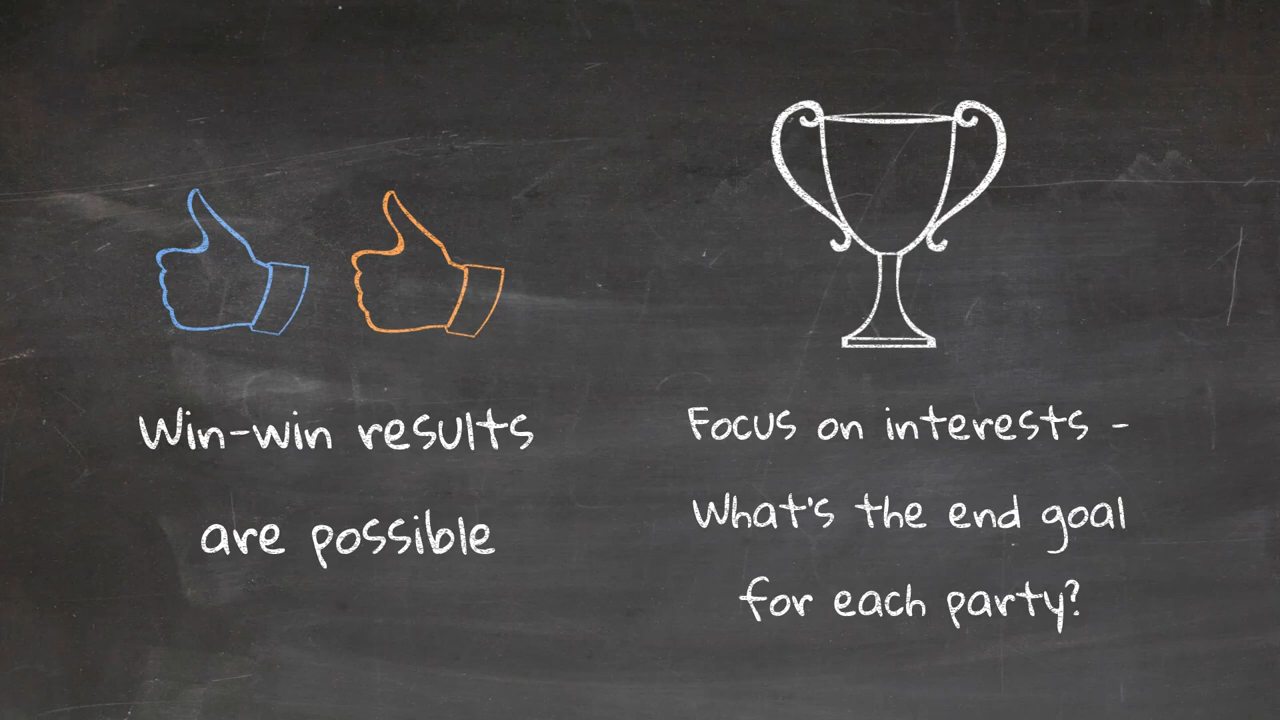 Win-win results
are possible
Focus on interests -
What's the end goal
for each party?